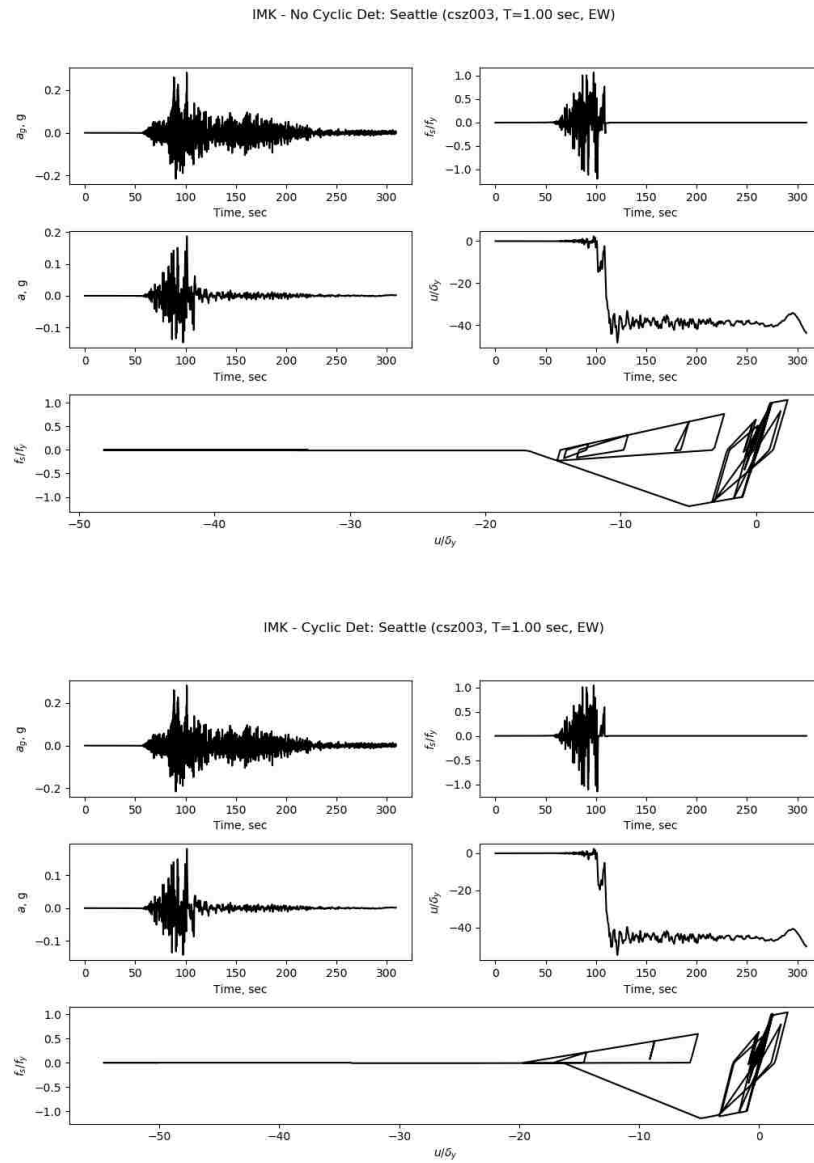 IMK - No Cyclic Det: Seattle (csz003, T=1.00 sec, EW)
a_g, g
0.2
0.0
−0.2
0 50 100 150 200 250 300
Time, sec
f_s/f_y
1.0
0.5
0.0
−0.5
−1.0
0 50 100 150 200 250 300
Time, sec
a, g
0.2
0.1
0.0
−0.1
0 50 100 150 200 250 300
Time, sec
u/δ_y
0
−20
−40
0 50 100 150 200 250 300
Time, sec
f_s/f_y
1.0
0.5
0.0
−0.5
−1.0
−50 −40 −30 −20 −10 0
u/δ_y
IMK - Cyclic Det: Seattle (csz003, T=1.00 sec, EW)
a_g, g
0.2
0.0
−0.2
0 50 100 150 200 250 300
Time, sec
f_s/f_y
1.0
0.5
0.0
−0.5
−1.0
0 50 100 150 200 250 300
Time, sec
a, g
0.1
0.0
−0.1
0 50 100 150 200 250 300
Time, sec
u/δ_y
0
−20
−40
0 50 100 150 200 250 300
Time, sec
f_s/f_y
1.0
0.5
0.0
−0.5
−1.0
−50 −40 −30 −20 −10 0
u/δ_y